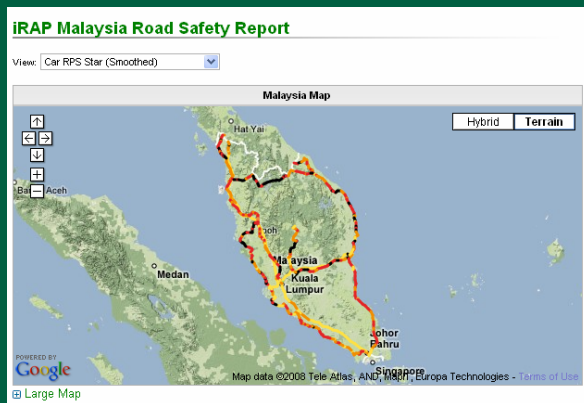 iRAP Malaysia Road Safety Report
View: Car RPS Star (Smoothed)
Malaysia Map
Hybrid Terrain
Hat Yai
Aceh
Malaysia
Kuala
Lumpur
Medan
Johor
Bahru
Singapore
POWERED BY
Google
Map data ©2008 Tele Atlas, AND, Europa Technologies - Terms of Use
Large Map